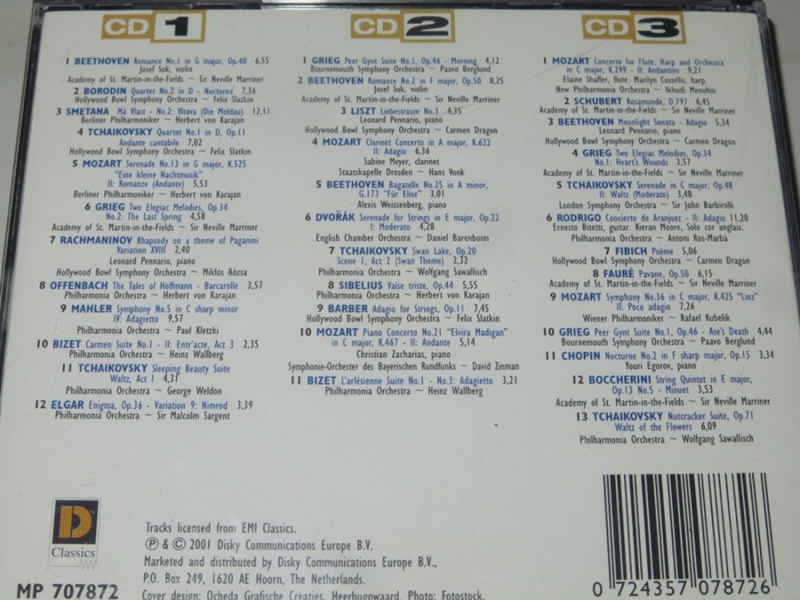 CD 1
1 BEETHOVEN Romance No.1 in G major, Op.40 6,55
Josef Suk, violin
Academy of St. Martin-in-the-Fields ~ Sir Neville Marriner
2 BORODIN Quartet No.2 in D - Nocturne 7,36
Hollywood Bowl Symphony Orchestra ~ Felix Slatkin
3 SMETANA Má Vlast - No.2: Vltava (Die Moldau) 12,11
Berliner Philharmoniker ~ Herbert von Karajan
4 TCHAIKOVSKY Quartet No.1 in D, Op.11
Andante cantabile 7,02
Hollywood Bowl Symphony Orchestra ~ Felix Slatkin
5 MOZART Serenade No.13 in G major, K.525
"Eine kleine Nachtmusik"
II: Romanze (Andante) 5,53
Berliner Philharmoniker ~ Herbert von Karajan
6 GRIEG Two Elegiac Melodies, Op.34
No.2: The Last Spring 4,58
Academy of St. Martin-in-the-Fields ~ Sir Neville Marriner
7 RACHMANINOV Rhapsody on a theme of Paganini
Variation XVIII 2,40
Leonard Pennario, piano
Hollywood Bowl Symphony Orchestra ~ Miklós Rózsa
8 OFFENBACH The Tales of Hoffmann - Barcarolle 3,57
Philharmonia Orchestra ~ Herbert von Karajan
9 MAHLER Symphony No.5 in C sharp minor
IV: Adagietto 9,57
Philharmonia Orchestra ~ Paul Kletzki
10 BIZET Carmen Suite No.1 - II: Entr'acte, Act 3 2,35
Philharmonia Orchestra ~ Heinz Wallberg
11 TCHAIKOVSKY Sleeping Beauty Suite
Waltz, Act 1 4,31
Philharmonia Orchestra ~ George Weldon
12 ELGAR Enigma, Op.36 - Variation 9: Nimrod 3,39
Philharmonia Orchestra ~ Sir Malcolm Sargent
CD 2
1 GRIEG Peer Gynt Suite No.1, Op.46 - Morning 4,12
Bournemouth Symphony Orchestra ~ Paavo Berglund
2 BEETHOVEN Romance No.2 in F major, Op.50 8,25
Josef Suk, violin
Academy of St. Martin-in-the-Fields ~ Sir Neville Marriner
3 LISZT Liebestraum No.3 4,35
Leonard Pennario, piano
Hollywood Bowl Symphony Orchestra ~ Carmen Dragon
4 MOZART Clarinet Concerto in A major, K.622
II: Adagio 6,36
Sabine Meyer, clarinet
Staatskapelle Dresden ~ Hans Vonk
5 BEETHOVEN Bagatelle No.25 in A minor,
G.173 "Für Elise" 3,01
Alexis Weissenberg, piano
6 DVOŘÁK Serenade for Strings in E major, Op.22
I: Moderato 4,28
English Chamber Orchestra ~ Daniel Barenboim
7 TCHAIKOVSKY Swan Lake, Op.20
Scene 1, Act 2 (Swan Theme) 2,32
Philharmonia Orchestra ~ Wolfgang Sawallisch
8 SIBELIUS Valse triste, Op.44 5,55
Philharmonia Orchestra ~ Herbert von Karajan
9 BARBER Adagio for Strings, Op.11 7,41
Hollywood Bowl Symphony Orchestra ~ Felix Slatkin
10 MOZART Piano Concerto No.21 "Elvira Madigan"
in C major, K.467 - II: Andante 5,14
Christian Zacharias, piano
Symphonie-Orchester des Bayerischen Rundfunks ~ David Zinman
11 BIZET L'arlésienne Suite No.1 - No.3: Adagietto 3,21
Philharmonia Orchestra ~ Heinz Wallberg
CD 3
1 MOZART Concerto for Flute, Harp and Orchestra
in C major, K.299 - II: Andantino 9,21
Elaine Shaffer, flute. Marilyn Costello, harp.
New Philharmonia Orchestra ~ Yehudi Menuhin
2 SCHUBERT Rosamunde, D.797 6,45
Academy of St. Martin-in-the-Fields ~ Sir Neville Marriner
3 BEETHOVEN Moonlight Sonata - Adagio 5,34
Leonard Pennario, piano
Hollywood Bowl Symphony Orchestra ~ Carmen Dragon
4 GRIEG Two Elegiac Melodies, Op.34
No.1: Heart's Wounds 3,57
Academy of St. Martin-in-the-Fields ~ Sir Neville Marriner
5 TCHAIKOVSKY Serenade in C major, Op.48
II: Waltz (Moderato) 3,48
London Symphony Orchestra ~ Sir John Barbirolli
6 RODRIGO Concierto de Aranjuez - II: Adagio 11,20
Ernesto Bitetti, guitar. Kieran Moore, Solo cor anglais.
Philharmonia Orchestra ~ Antoni Ros-Marbà
7 FIBICH Poème 5,06
Hollywood Bowl Symphony Orchestra ~ Carmen Dragon
8 FAURÉ Pavane, Op.50 6,15
Academy of St. Martin-in-the-Fields ~ Sir Neville Marriner
9 MOZART Symphony No.36 in C major, K.425 "Linz"
II: Poco adagio 7,26
Wiener Philharmoniker ~ Rafael Kubelik
10 GRIEG Peer Gynt Suite No.1, Op.46 - Ase's Death 4,44
Bournemouth Symphony Orchestra ~ Paavo Berglund
11 CHOPIN Nocturne No.2 in F sharp major, Op.15 3,34
Youri Egorov, piano
12 BOCCHERINI String Quintet in E major,
Op.13 No.5 - Minuet 3,53
Academy of St. Martin-in-the-Fields ~ Sir Neville Marriner
13 TCHAIKOVSKY Nutcracker Suite, Op.71
Waltz of the Flowers 6,09
Philharmonia Orchestra ~ Wolfgang Sawallisch
D
Classics
MP 707872
Tracks licensed from EMI Classics.
℗ & © 2001 Disky Communications Europe B.V.
Marketed and distributed by Disky Communications Europe B.V.,
P.O. Box 249, 1620 AE Hoorn, The Netherlands.
Cover design: Ocheda Grafische Creaties, Heerhugowaard. Photo: Fotostock.
0 724357 078726